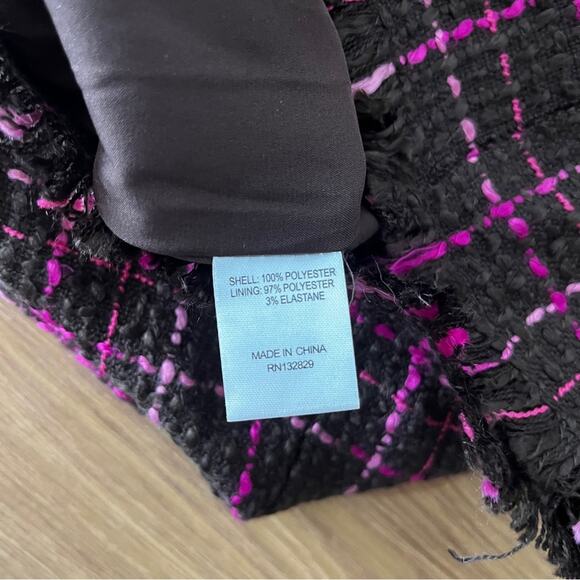 SHELL: 100% POLYESTER
LINING: 97% POLYESTER
3% ELASTANE
MADE IN CHINA
RN132829